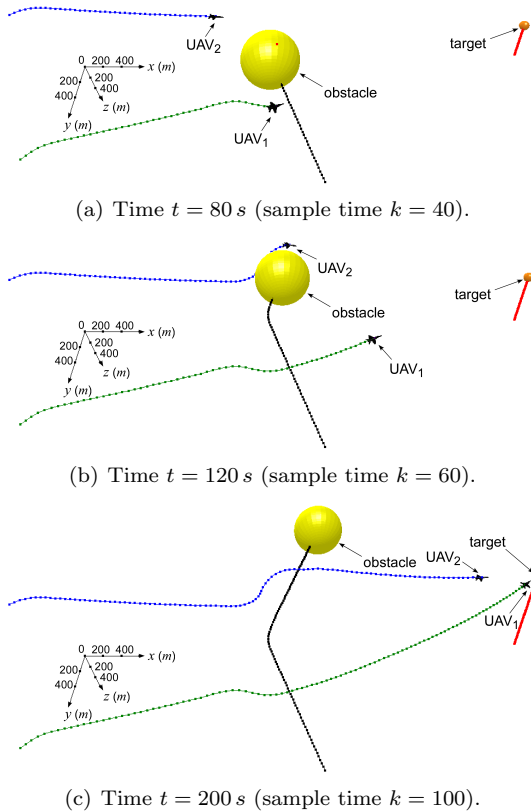 UAV2
target
0 200 400 x (m)
200
200
400
400
z (m)
y (m)
obstacle
UAV1
(a) Time t = 80 s (sample time k = 40).
UAV2
target
obstacle
0 200 400 x (m)
200
200
400
400
z (m)
y (m)
UAV1
(b) Time t = 120 s (sample time k = 60).
target
UAV2
obstacle
UAV1
0 200 400 x (m)
200
200
400
400
z (m)
y (m)
(c) Time t = 200 s (sample time k = 100).